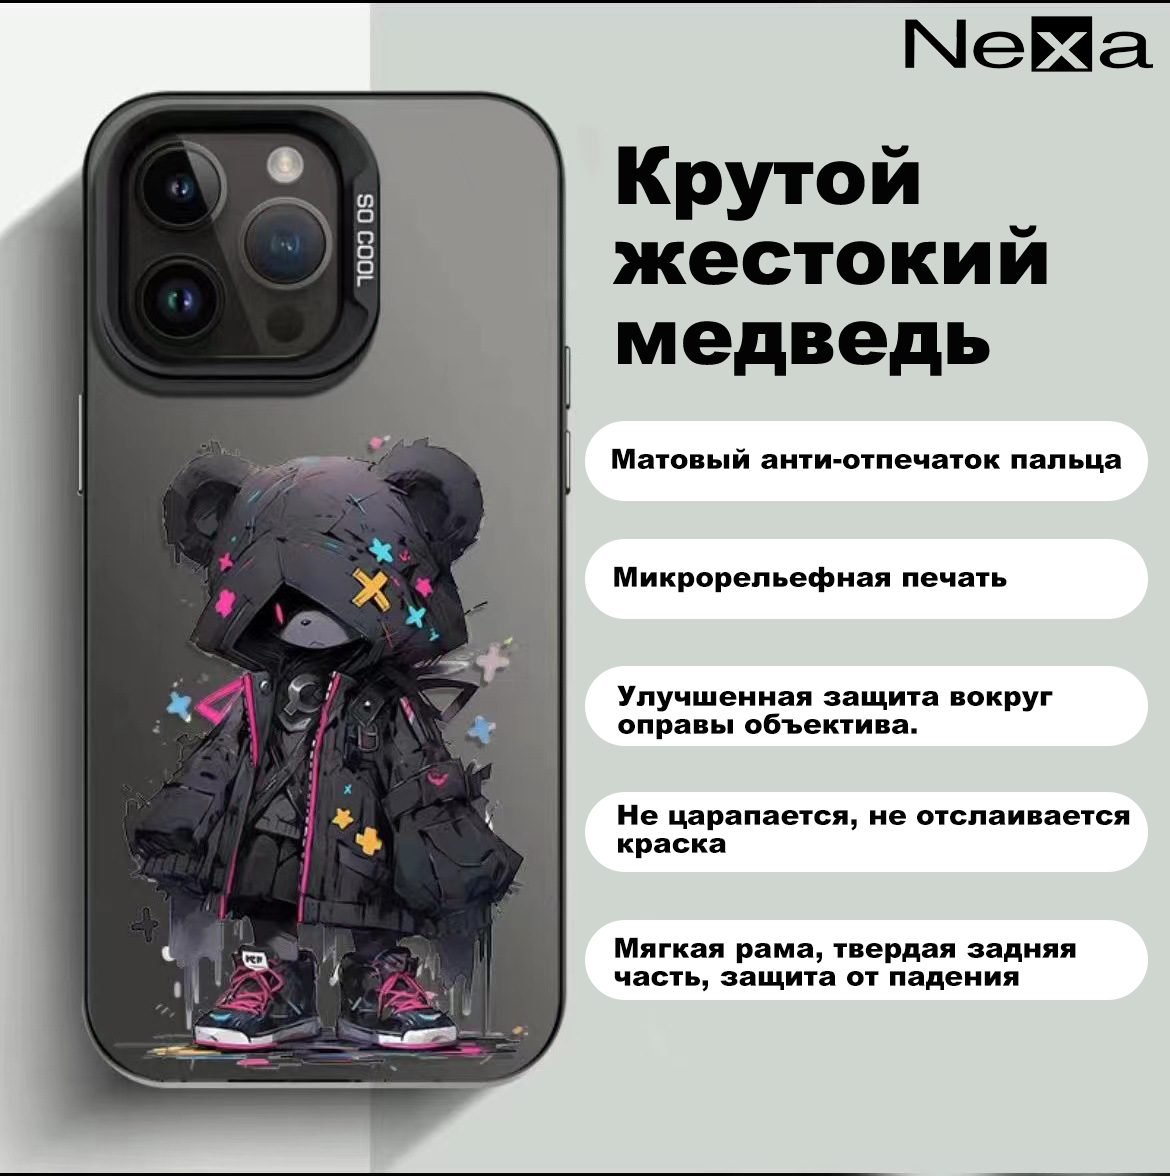 NeXa
SO COOL
Крутой
жестокий
медведь
Матовый анти-отпечаток пальца
Микрорельефная печать
Улучшенная защита вокруг
оправы объектива.
Не царапается, не отслаивается
краска
Мягкая рама, твердая задняя
часть, защита от падения